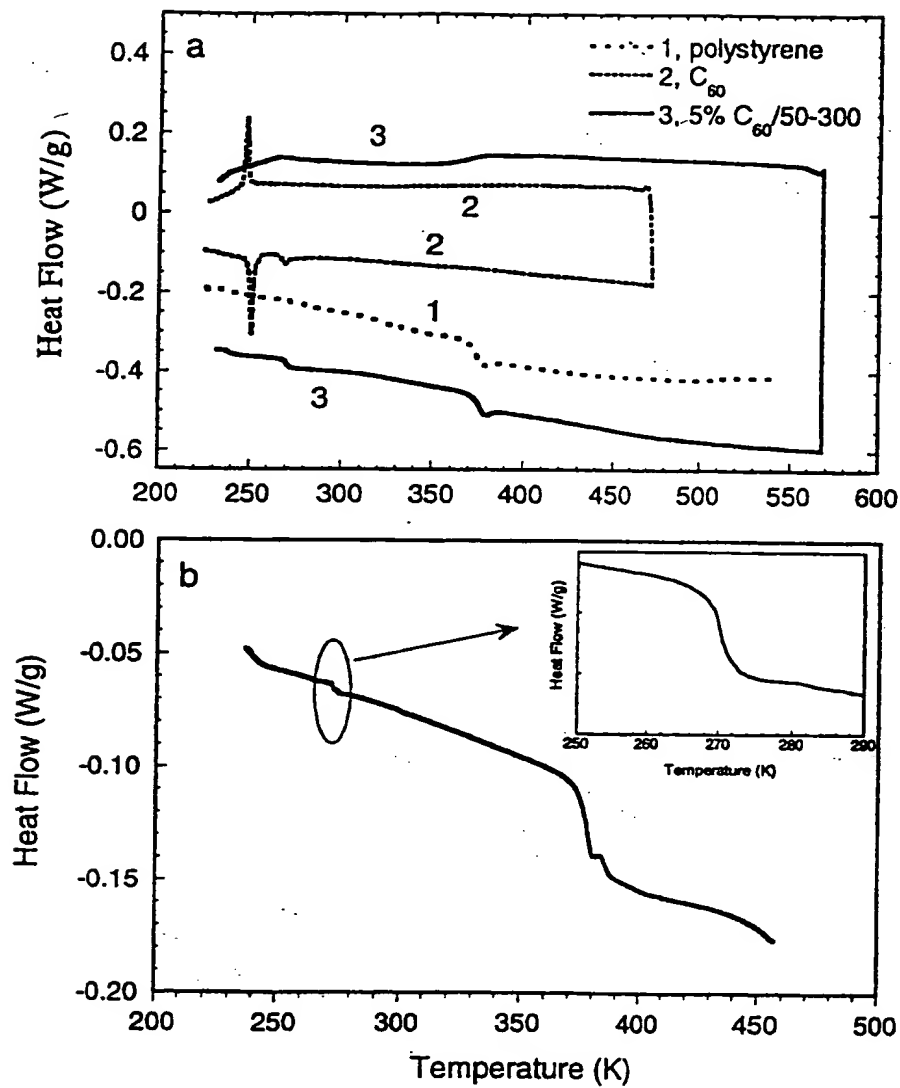 a
1, polystyrene
2, C60
3, 5% C60/50-300
0.4
0.2
0
-0.2
-0.4
-0.6
Heat Flow (W/g)
3
2
2
1
3
200 250 300 350 400 450 500 550 600
b
0.00
-0.05
-0.10
-0.15
-0.20
Heat Flow (W/g)
Heat Flow (W/g)
250 260 270 280 290
Temperature (K)
200 250 300 350 400 450 500
Temperature (K)